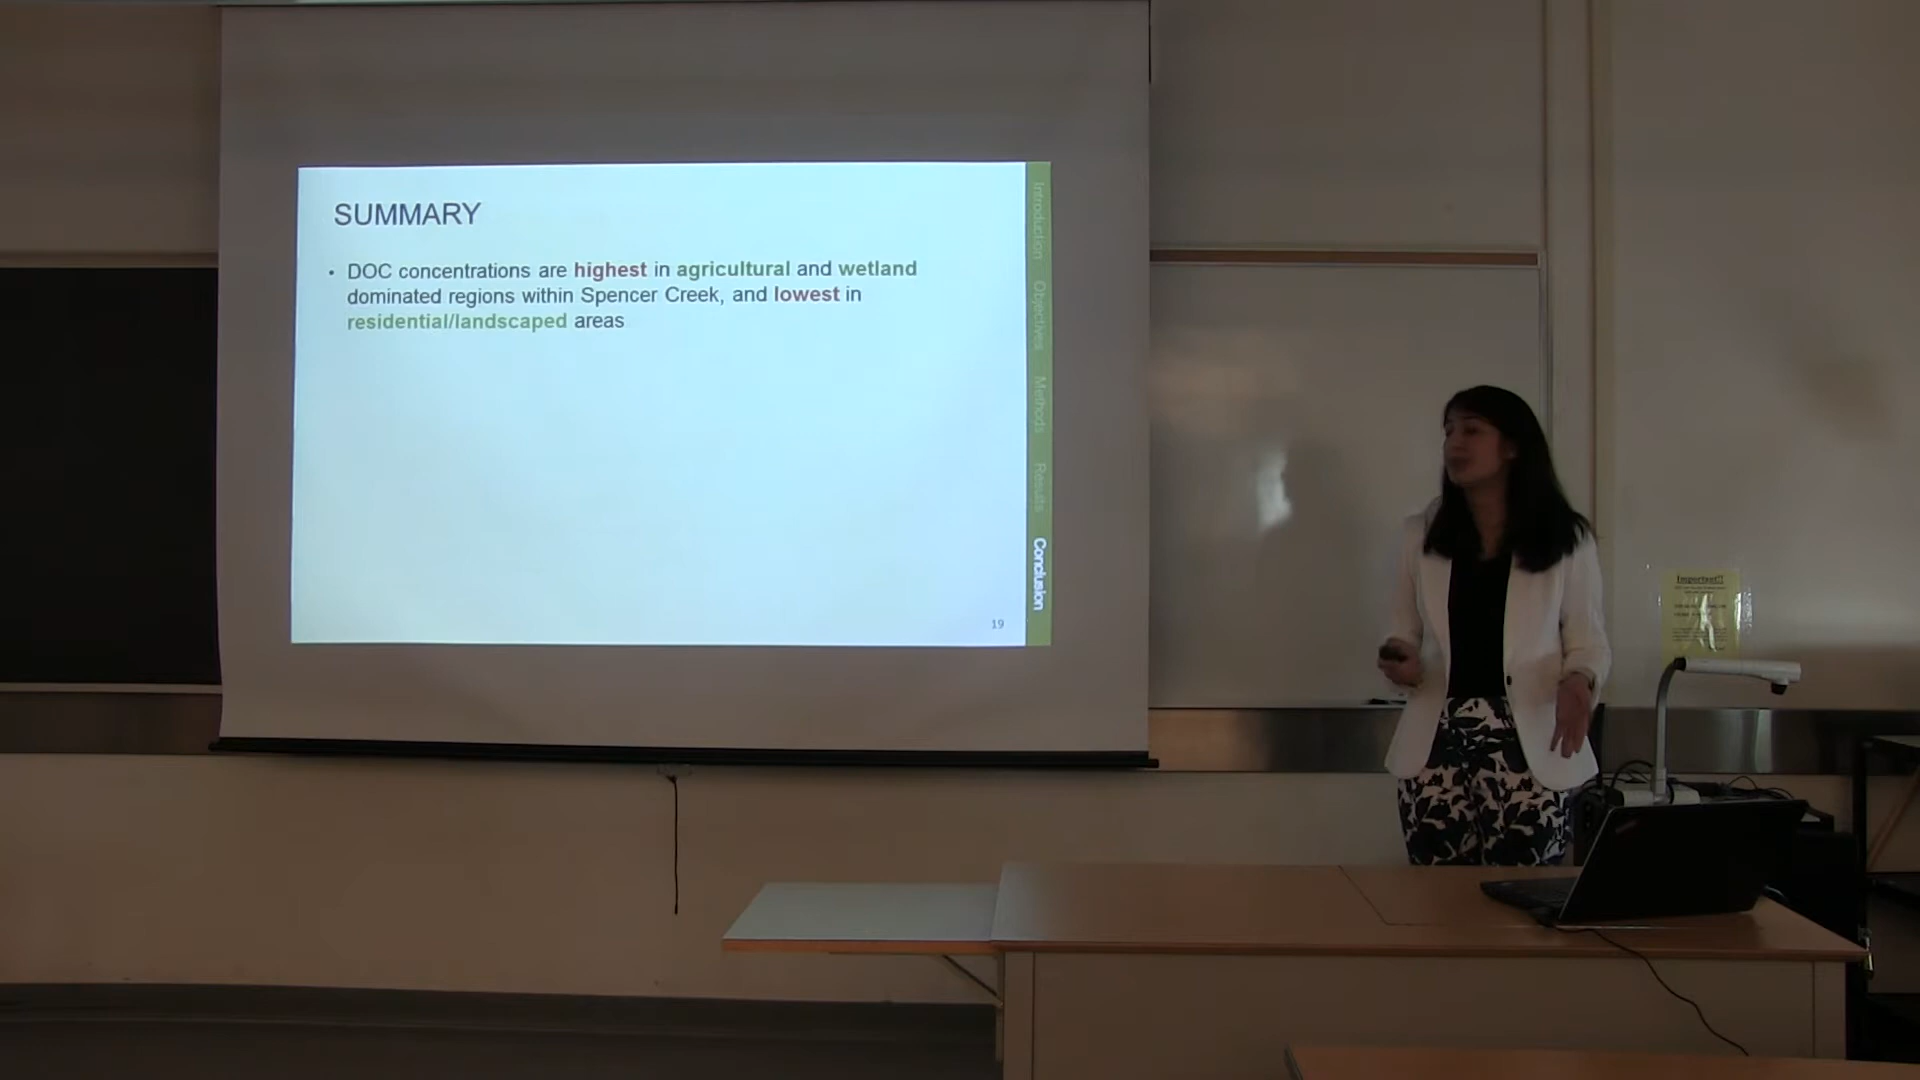 SUMMARY
• DOC concentrations are highest in agricultural and wetland
dominated regions within Spencer Creek, and lowest in
residential/landscaped areas
Introduction
Objectives
Methods
Results
Conclusion
19
Important!!